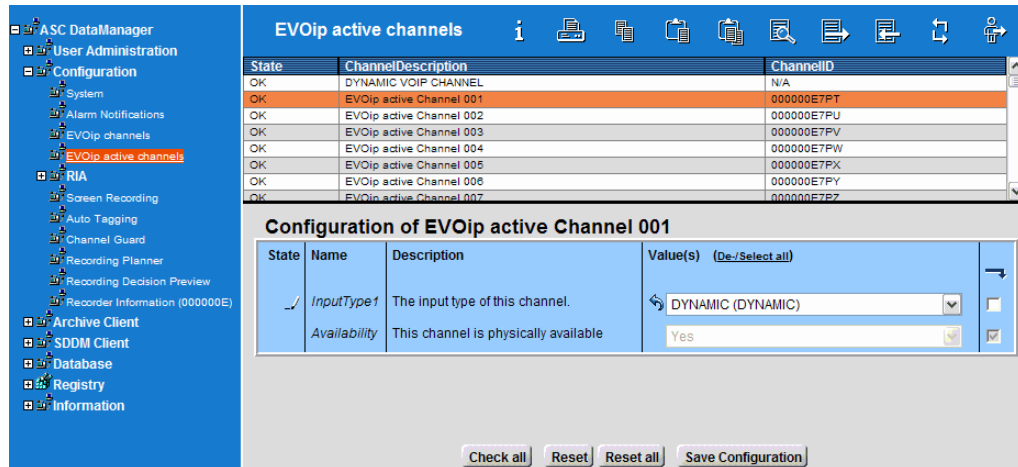 ASC DataManager
User Administration
Configuration
System
Alarm Notifications
EVOip channels
EVOip active channels
RIA
Screen Recording
Auto Tagging
Channel Guard
Recording Planner
Recording Decision Preview
Recorder Information (000000E)
Archive Client
SDDM Client
Database
Registry
Information
EVOip active channels
State ChannelDescription ChannelID
OK DYNAMIC VOIP CHANNEL N/A
OK EVOip active Channel 001 000000E7PT
OK EVOip active Channel 002 000000E7PU
OK EVOip active Channel 003 000000E7PV
OK EVOip active Channel 004 000000E7PW
OK EVOip active Channel 005 000000E7PX
OK EVOip active Channel 006 000000E7PY
OK EVOip active Channel 007 000000E7PZ
Configuration of EVOip active Channel 001
State Name Description Value(s) (De-/Select all)
InputType1 The input type of this channel. DYNAMIC (DYNAMIC)
Availability This channel is physically available Yes
Check all Reset Reset all Save Configuration